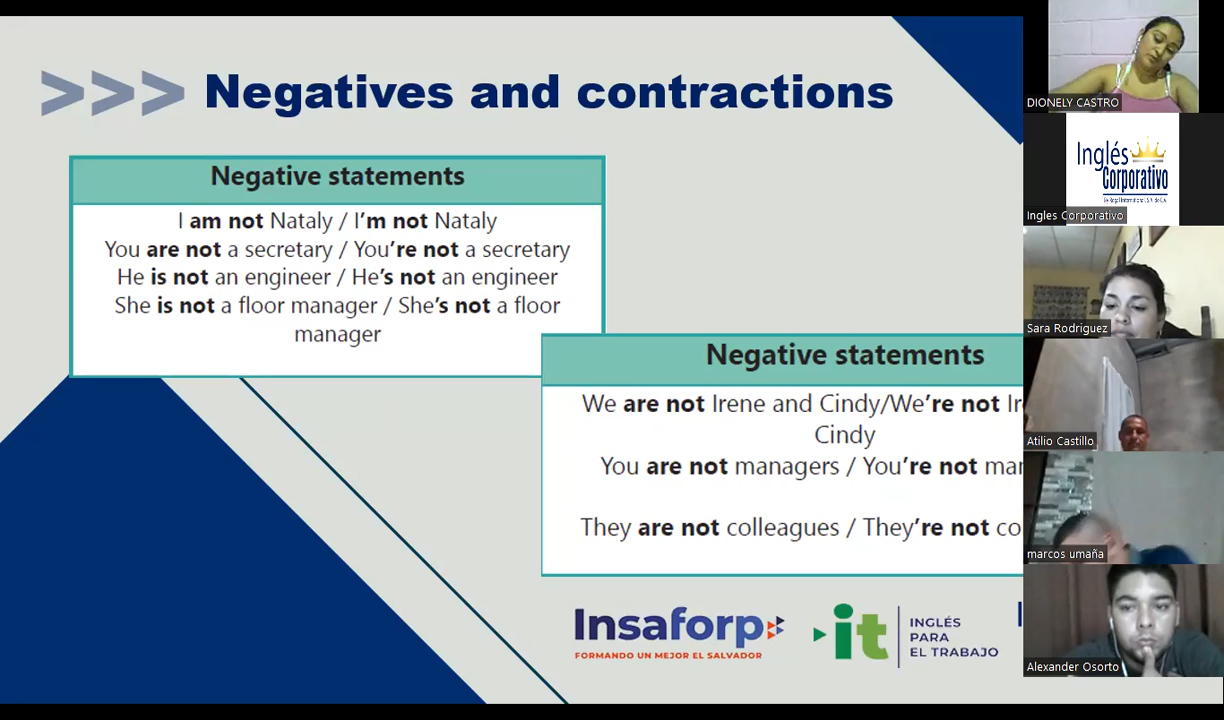 >>> Negatives and contractions
Negative statements
I am not Nataly / I'm not Nataly
You are not a secretary / You're not a secretary
He is not an engineer / He's not an engineer
She is not a floor manager / She's not a floor
manager
Negative statements
We are not Irene and Cindy/We're not
Cindy
You are not managers / You're not
They are not colleagues / They're not
Insaforp
FORMANDO UN MEJOR EL SALVADOR
it
INGLÉS
PARA
EL TRABAJO
DIONELY CASTRO
Inglés
Corporativo
Ingles Corporativo
Sara Rodriguez
Atilio Castillo
marcos umaña
Alexander Osorto